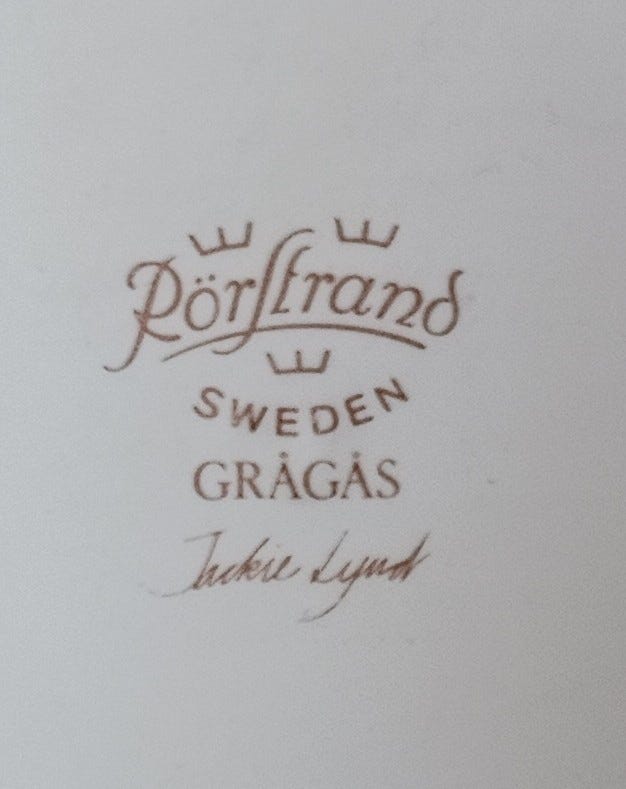 Rörstrand
SWEDEN
GRÅGÅS
Jackie Lynd